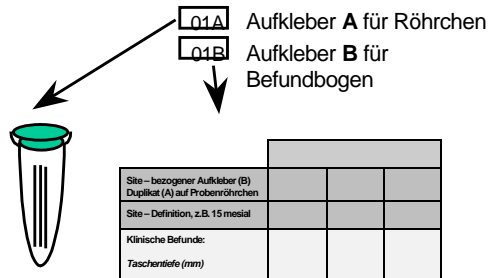 01A Aufkleber A für Röhrchen
01B Aufkleber B für
Befundbogen
Site – bezogener Aufkleber (B)
Duplikat (A) auf Probenröhrchen
Site – Definition, z.B. 15 mesial
Klinische Befunde:
Taschentiefe (mm)